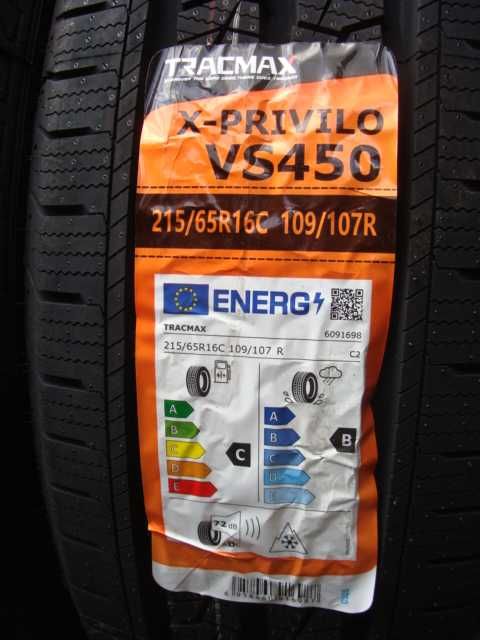 TRACMAX
X-PRIVILO
VS450
215/65R16C 109/107R
ENERG
TRACMAX 6091698
215/65R16C 109/107 R C2
A A
B B B
C C C
D D
E E
72 dB